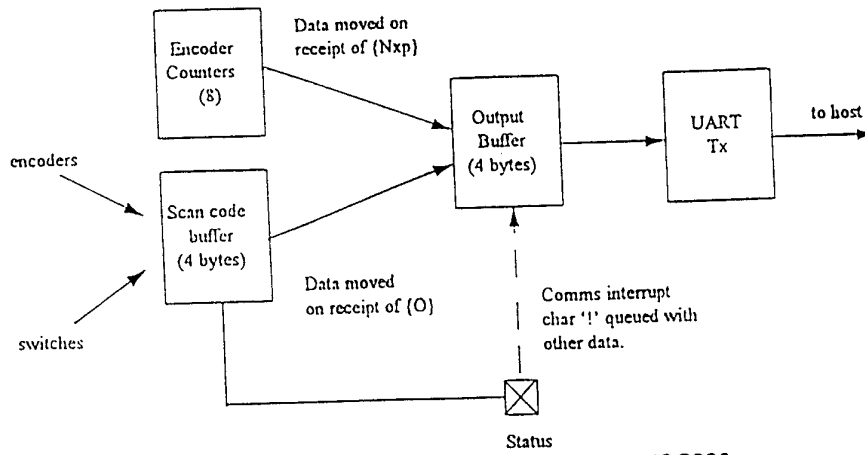 Encoder
Counters
(8)
Data moved on
receipt of {Nxp}
Output
Buffer
(4 bytes)
UART
Tx
to host
encoders
Scan code
buffer
(4 bytes)
switches
Data moved
on receipt of {O}
Comms interrupt
char '!' queued with
other data.
Status